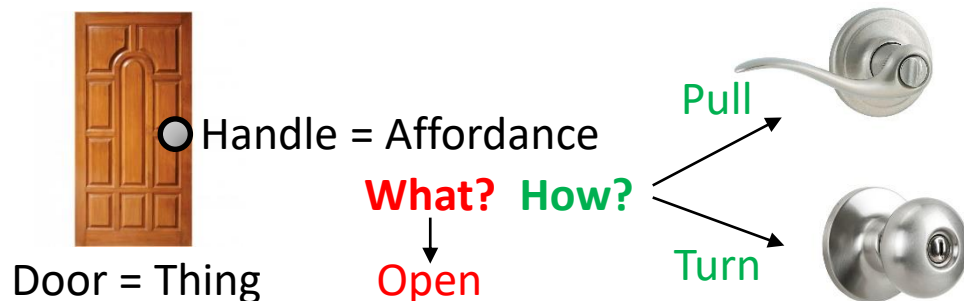 Pull
Handle = Affordance
What? How?
Door = Thing
Open
Turn